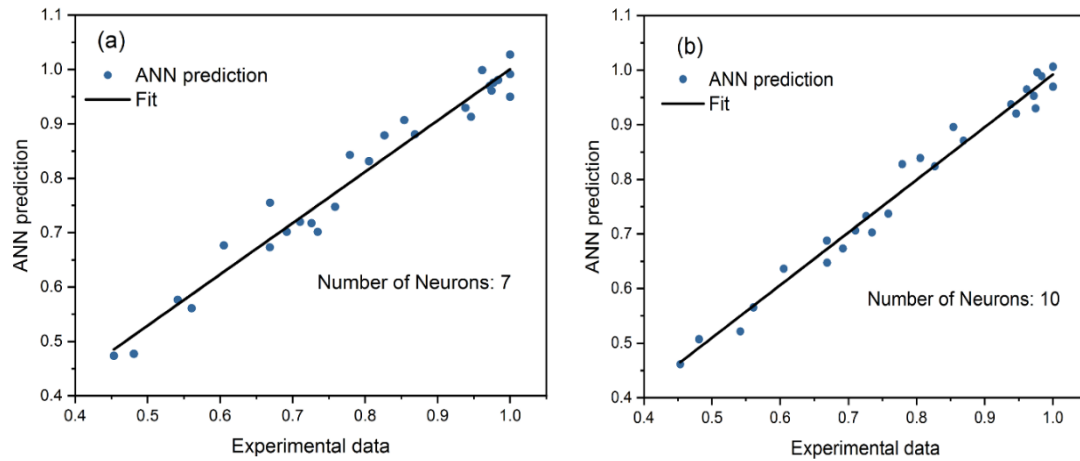 (a)
ANN prediction
Fit
Number of Neurons: 7
1.1
1.0
0.9
0.8
0.7
0.6
0.5
0.4
ANN prediction
0.4 0.5 0.6 0.7 0.8 0.9 1.0
Experimental data
(b)
ANN prediction
Fit
Number of Neurons: 10
1.1
1.0
0.9
0.8
0.7
0.6
0.5
0.4
ANN prediction
0.4 0.5 0.6 0.7 0.8 0.9 1.0
Experimental data